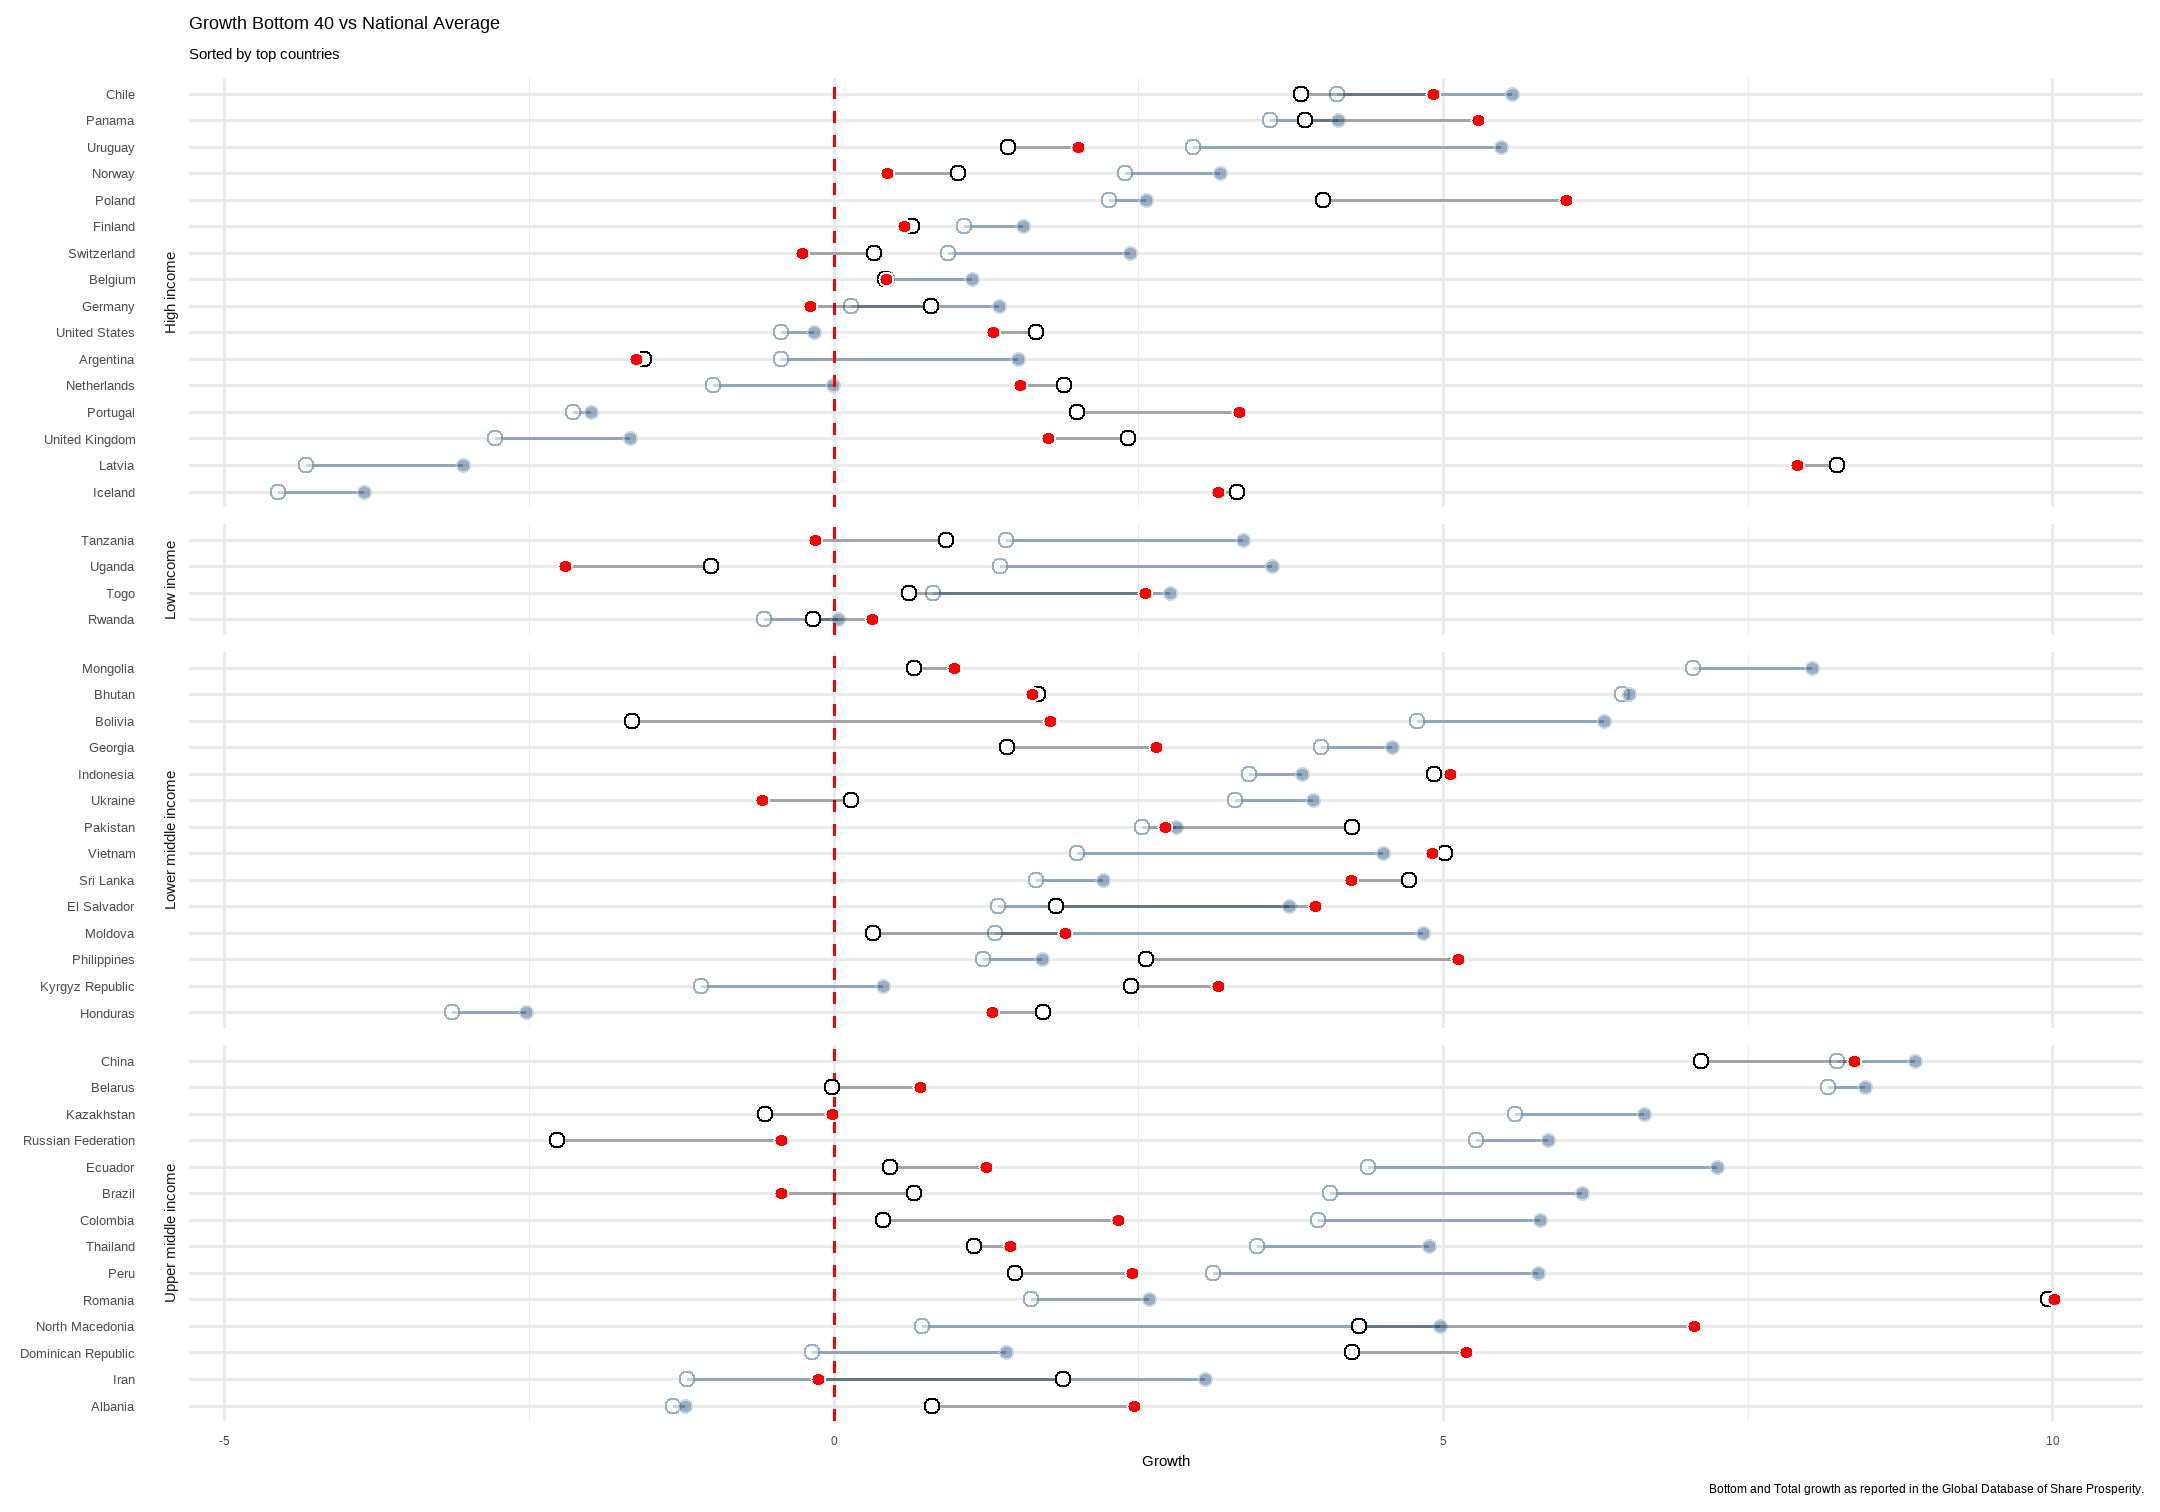 Growth Bottom 40 vs National Average
Sorted by top countries
High income
Chile
Panama
Uruguay
Norway
Poland
Finland
Switzerland
Belgium
Germany
United States
Argentina
Netherlands
Portugal
United Kingdom
Latvia
Iceland
Low income
Tanzania
Uganda
Togo
Rwanda
Lower middle income
Mongolia
Bhutan
Bolivia
Georgia
Indonesia
Ukraine
Pakistan
Vietnam
Sri Lanka
El Salvador
Moldova
Philippines
Kyrgyz Republic
Honduras
Upper middle income
China
Belarus
Kazakhstan
Russian Federation
Ecuador
Brazil
Colombia
Thailand
Peru
Romania
North Macedonia
Dominican Republic
Iran
Albania
-5 0 5 10
Growth
Bottom and Total growth as reported in the Global Database of Share Prosperity.